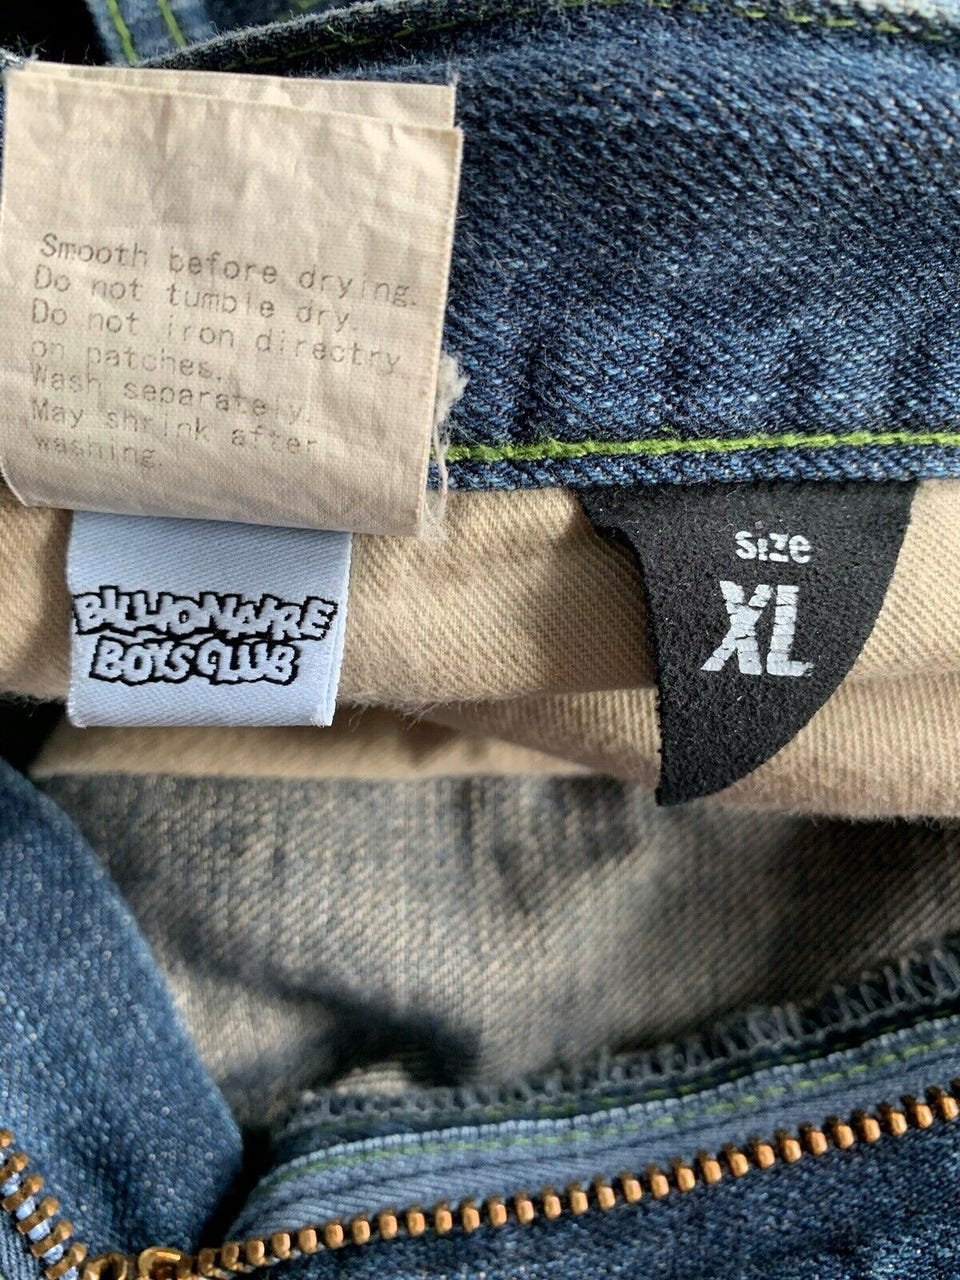 Smooth before drying.
Do not tumble dry.
Do not iron directry
on patches.
Wash separately.
May shrink after
washing.
BILLIONAIRE
BOYS CLUB
size
XL